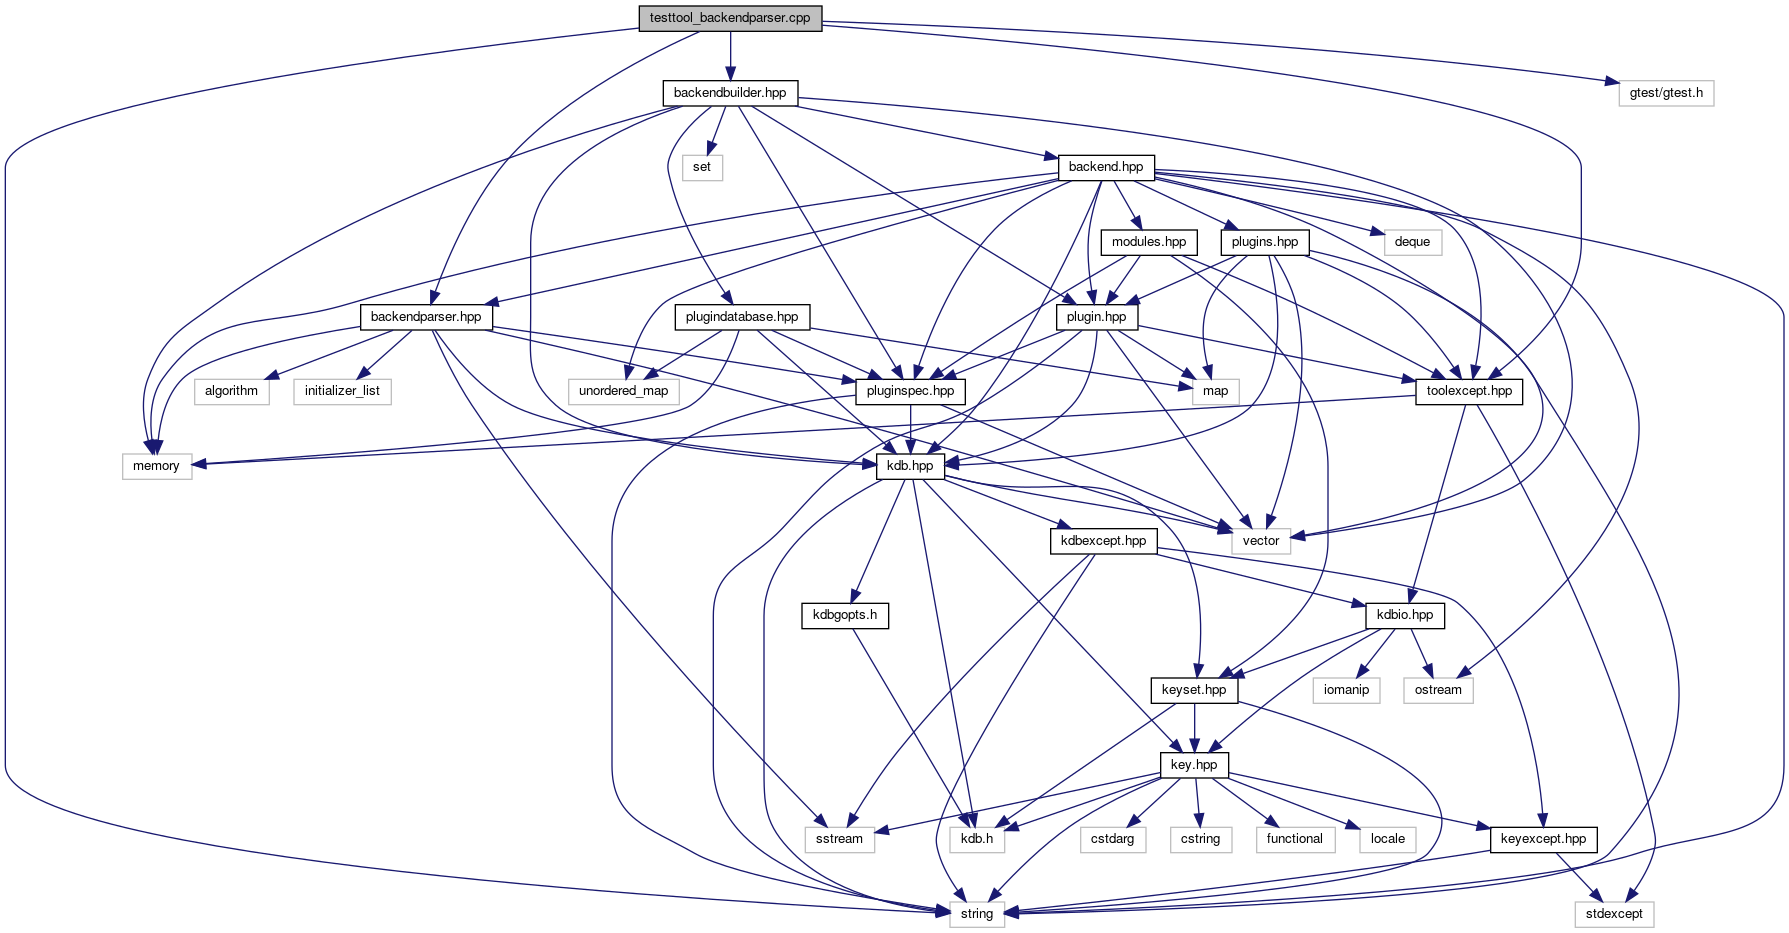 testtool_backendparser.cpp
backendbuilder.hpp
gtest/gtest.h
set
backend.hpp
modules.hpp
plugins.hpp
deque
backendparser.hpp
plugindatabase.hpp
plugin.hpp
algorithm
initializer_list
unordered_map
pluginspec.hpp
map
toolexcept.hpp
memory
kdb.hpp
kdbexcept.hpp
vector
kdbgopts.h
kdbio.hpp
keyset.hpp
iomanip
ostream
key.hpp
sstream
kdb.h
cstdarg
cstring
functional
locale
keyexcept.hpp
string
stdexcept